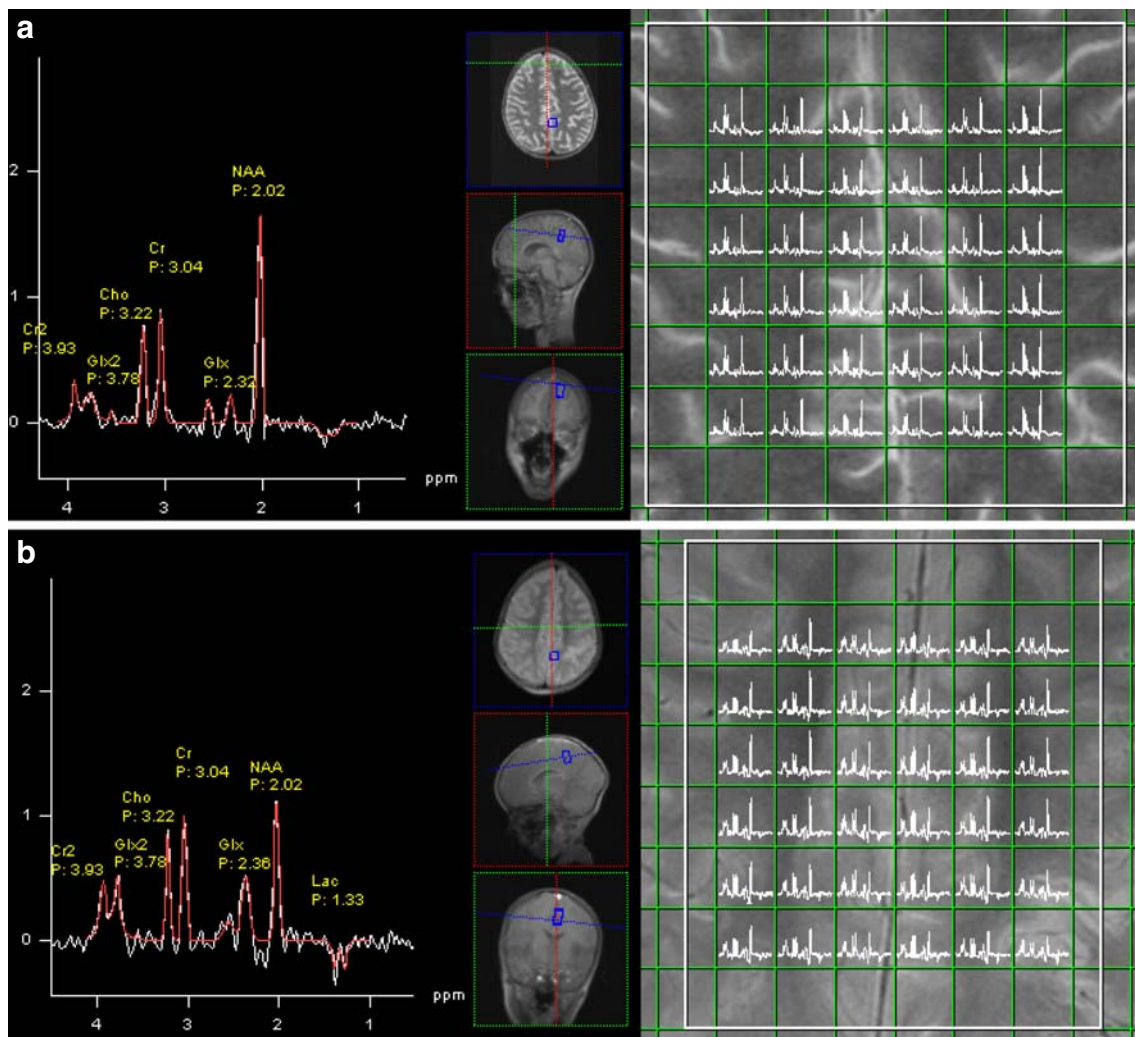 a
2
NAA
P: 2.02
Cr
P: 3.04
1
Cho
P: 3.22
Cr2
P: 3.93
Glx2
P: 3.78
Glx
P: 2.32
0
ppm
4 3 2 1
b
2
Cr
P: 3.04
NAA
P: 2.02
Cho
P: 3.22
1
Cr2
P: 3.93
Glx2
P: 3.78
Glx
P: 2.36
Lac
P: 1.33
0
ppm
4 3 2 1